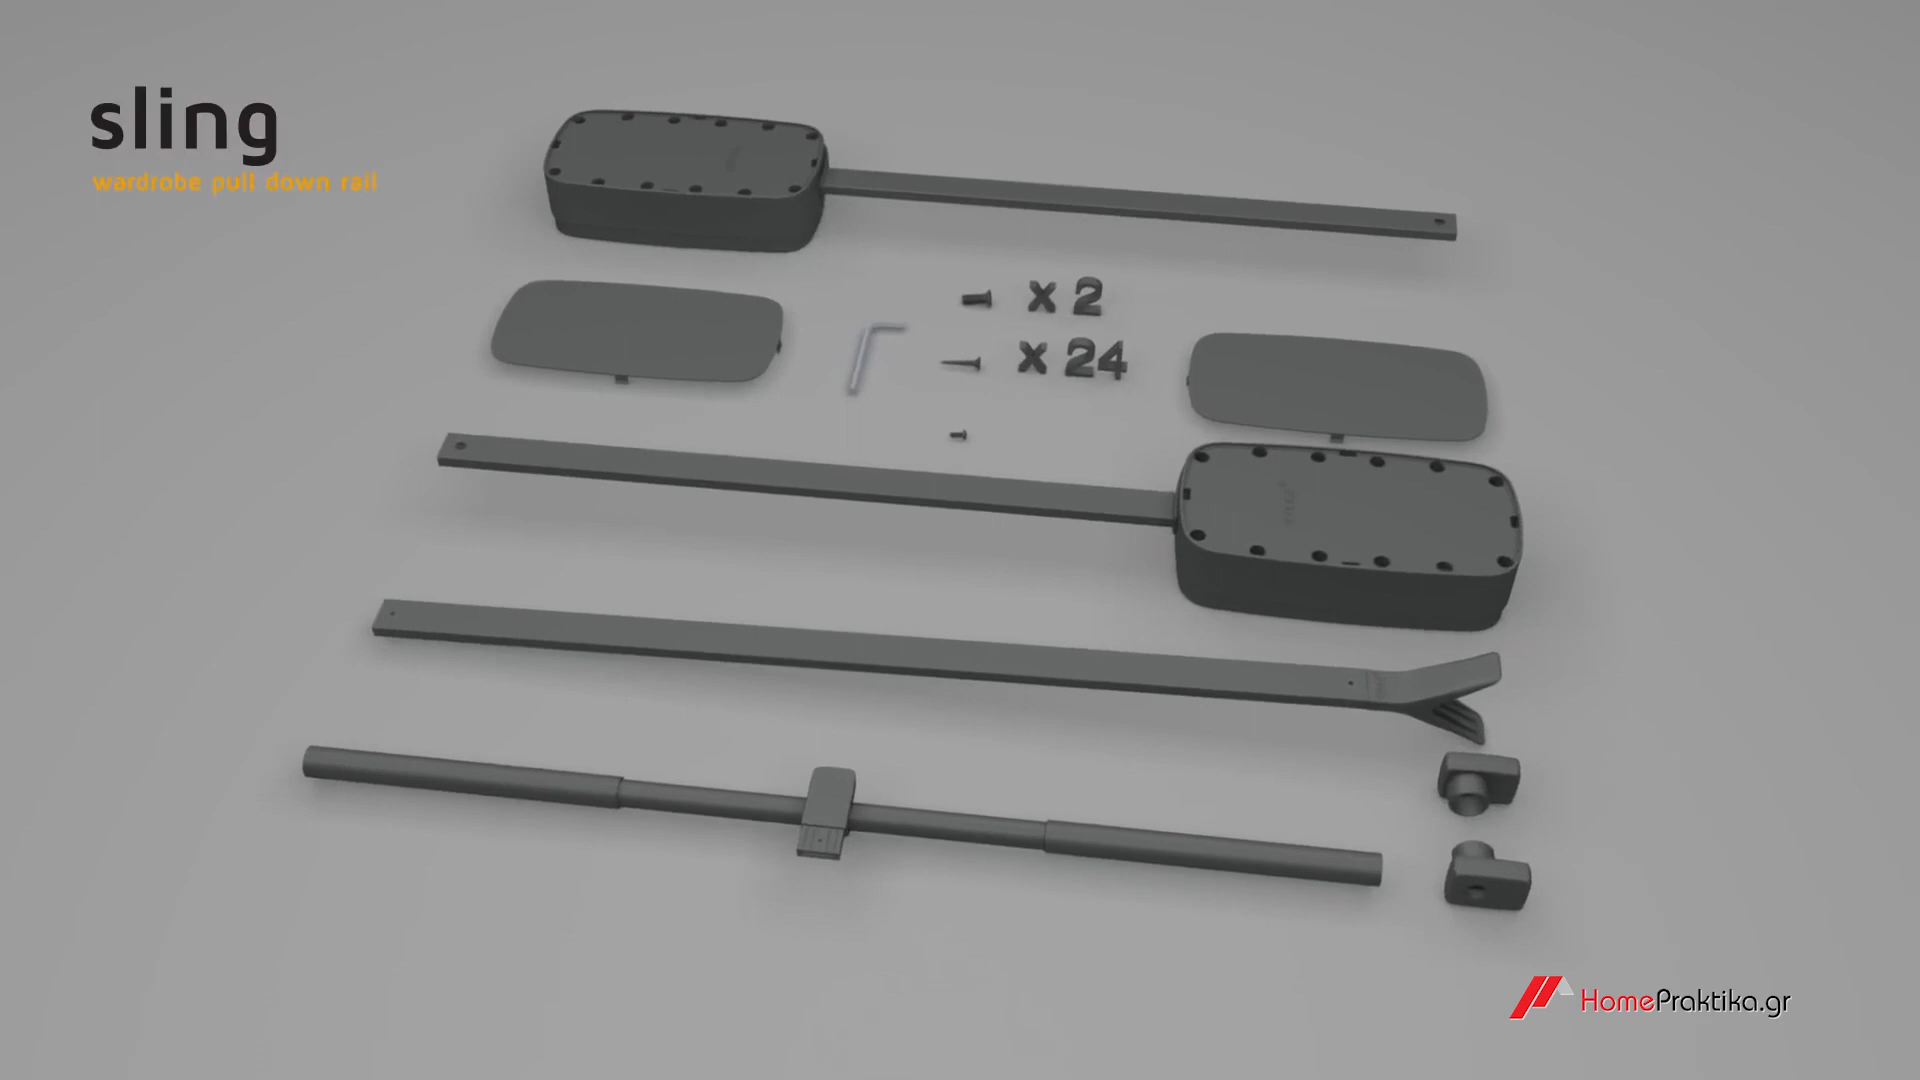 sling
wardrobe pull down rail
x 2
x 24
HomePraktika.gr